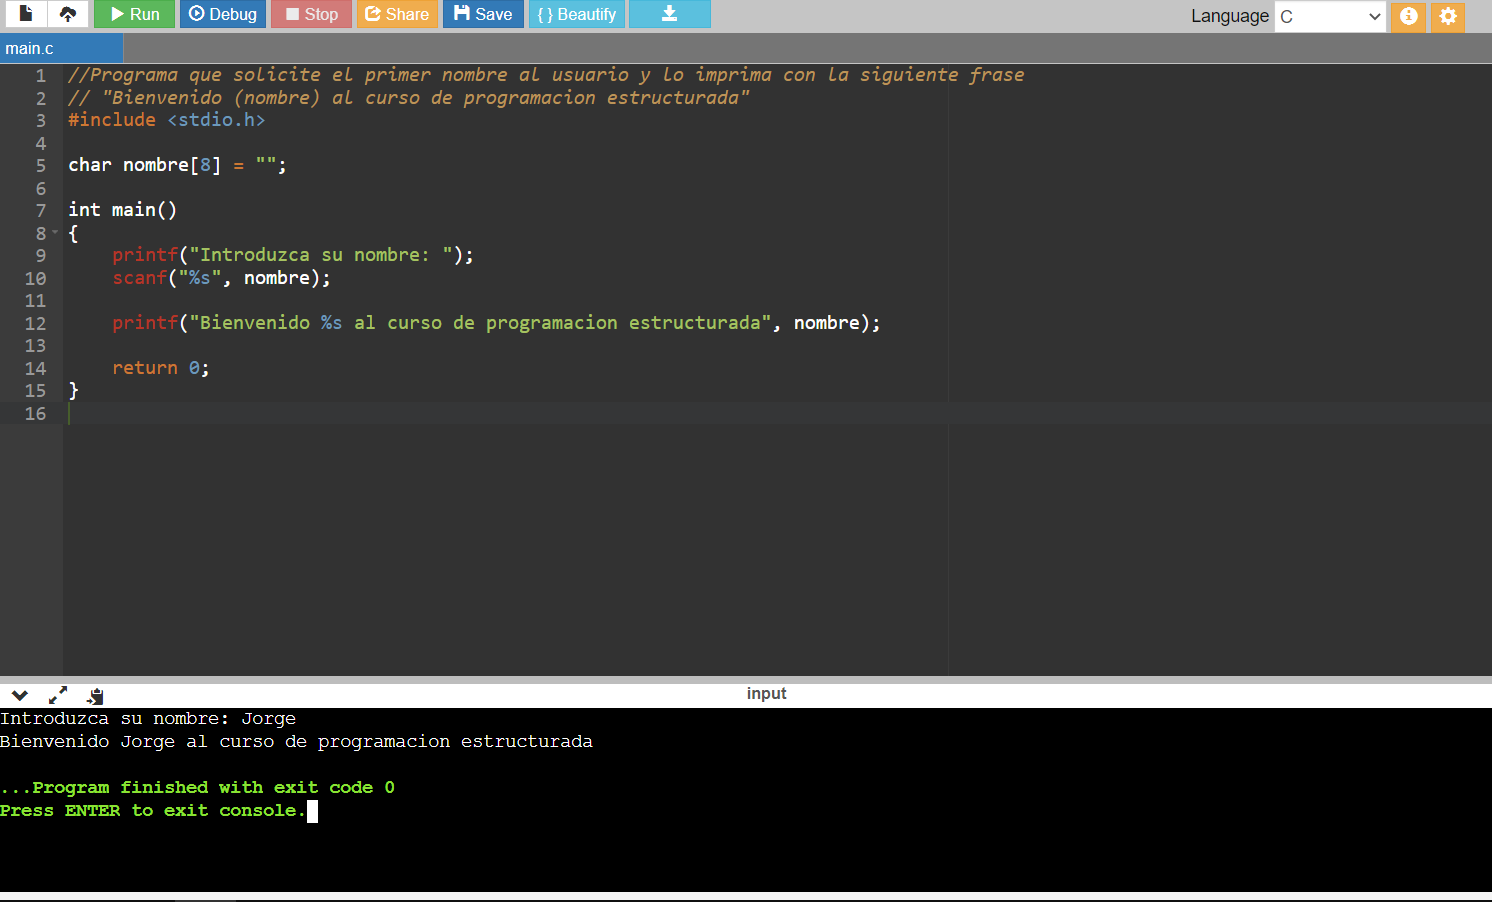 Run Debug Stop Share Save { } Beautify Language C
main.c
1 //Programa que solicite el primer nombre al usuario y lo imprima con la siguiente frase
2 // "Bienvenido (nombre) al curso de programacion estructurada"
3 #include <stdio.h>
4
5 char nombre[8] = "";
6
7 int main()
8 {
9 printf("Introduzca su nombre: ");
10 scanf("%s", nombre);
11
12 printf("Bienvenido %s al curso de programacion estructurada", nombre);
13
14 return 0;
15 }
16
input
Introduzca su nombre: Jorge
Bienvenido Jorge al curso de programacion estructurada
...Program finished with exit code 0
Press ENTER to exit console.